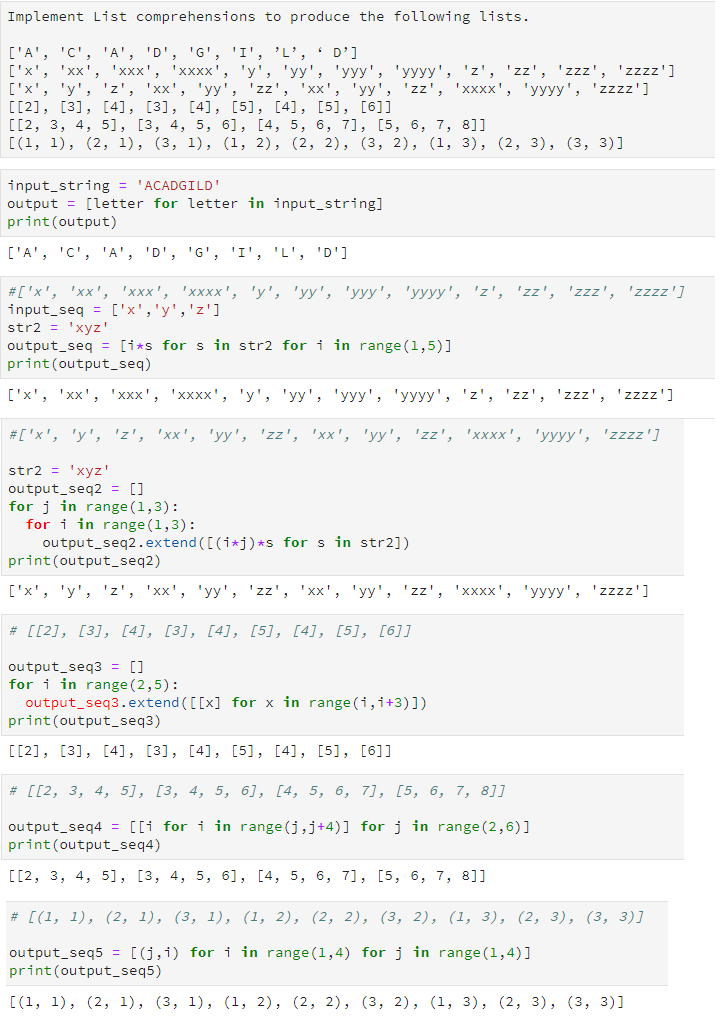 Implement List comprehensions to produce the following lists.
['A', 'C', 'A', 'D', 'G', 'I', ’L’, ‘ D’]
['x', 'xx', 'xxx', 'xxxx', 'y', 'yy', 'yyy', 'yyyy', 'z', 'zz', 'zzz', 'zzzz']
['x', 'y', 'z', 'xx', 'yy', 'zz', 'xx', 'yy', 'zz', 'xxxx', 'yyyy', 'zzzz']
[[2], [3], [4], [3], [4], [5], [4], [5], [6]]
[[2, 3, 4, 5], [3, 4, 5, 6], [4, 5, 6, 7], [5, 6, 7, 8]]
[(1, 1), (2, 1), (3, 1), (1, 2), (2, 2), (3, 2), (1, 3), (2, 3), (3, 3)]
input_string = 'ACADGILD'
output = [letter for letter in input_string]
print(output)
['A', 'C', 'A', 'D', 'G', 'I', 'L', 'D']
#['x', 'xx', 'xxx', 'xxxx', 'y', 'yy', 'yyy', 'yyyy', 'z', 'zz', 'zzz', 'zzzz']
input_seq = ['x','y','z']
str2 = 'xyz'
output_seq = [i*s for s in str2 for i in range(1,5)]
print(output_seq)
['x', 'xx', 'xxx', 'xxxx', 'y', 'yy', 'yyy', 'yyyy', 'z', 'zz', 'zzz', 'zzzz']
#['x', 'y', 'z', 'xx', 'yy', 'zz', 'xx', 'yy', 'zz', 'xxxx', 'yyyy', 'zzzz']
str2 = 'xyz'
output_seq2 = []
for j in range(1,3):
  for i in range(1,3):
    output_seq2.extend([(i*j)*s for s in str2])
print(output_seq2)
['x', 'y', 'z', 'xx', 'yy', 'zz', 'xx', 'yy', 'zz', 'xxxx', 'yyyy', 'zzzz']
# [[2], [3], [4], [3], [4], [5], [4], [5], [6]]
output_seq3 = []
for i in range(2,5):
  output_seq3.extend([[x] for x in range(i,i+3)])
print(output_seq3)
[[2], [3], [4], [3], [4], [5], [4], [5], [6]]
# [[2, 3, 4, 5], [3, 4, 5, 6], [4, 5, 6, 7], [5, 6, 7, 8]]
output_seq4 = [[i for i in range(j,j+4)] for j in range(2,6)]
print(output_seq4)
[[2, 3, 4, 5], [3, 4, 5, 6], [4, 5, 6, 7], [5, 6, 7, 8]]
# [(1, 1), (2, 1), (3, 1), (1, 2), (2, 2), (3, 2), (1, 3), (2, 3), (3, 3)]
output_seq5 = [(j,i) for i in range(1,4) for j in range(1,4)]
print(output_seq5)
[(1, 1), (2, 1), (3, 1), (1, 2), (2, 2), (3, 2), (1, 3), (2, 3), (3, 3)]